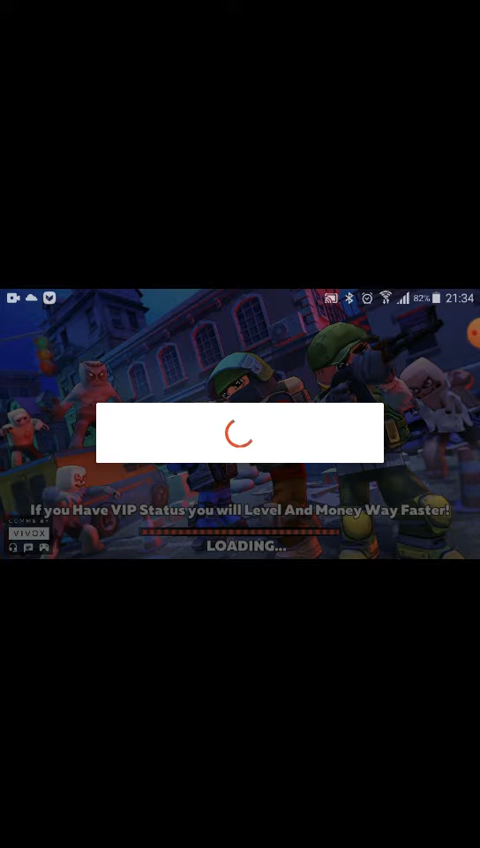 82% 21:34
If you Have VIP Status you will Level And Money Way Faster!
COMMS BY
VIVOX
LOADING...